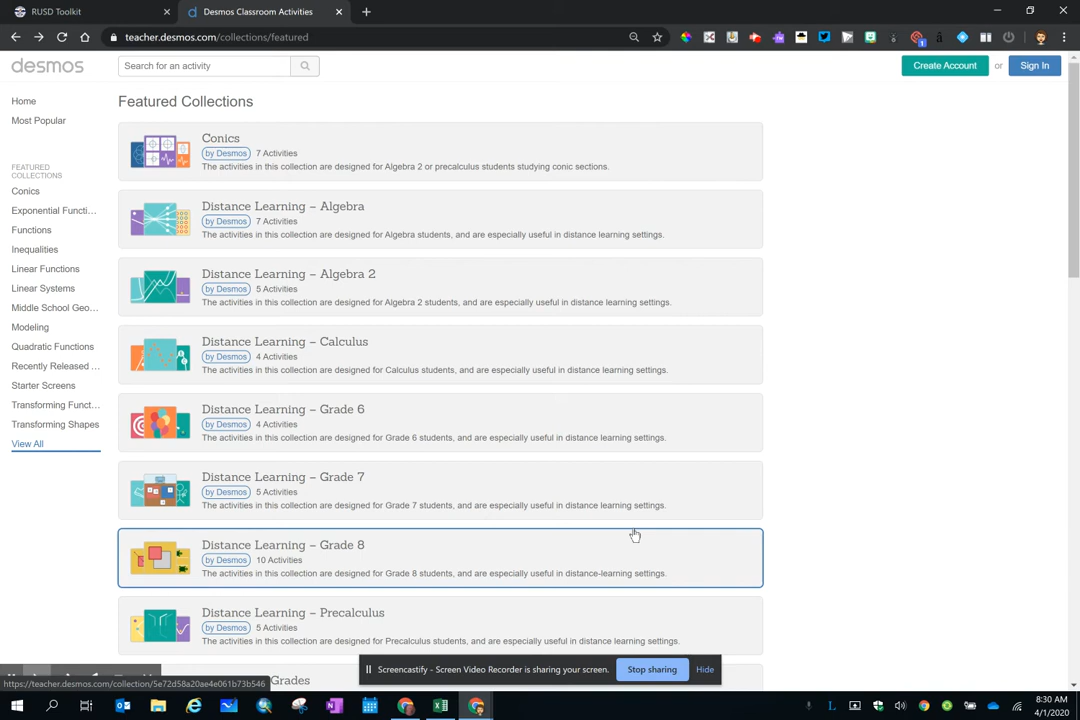 RUSD Toolkit
Desmos Classroom Activities
teacher.desmos.com/collections/featured
desmos
Search for an activity
Create Account or Sign In
Home
Most Popular
FEATURED
COLLECTIONS
Conics
Exponential Functi...
Functions
Inequalities
Linear Functions
Linear Systems
Middle School Geo...
Modeling
Quadratic Functions
Recently Released ...
Starter Screens
Transforming Funct...
Transforming Shapes
View All
Featured Collections
Conics
by Desmos 7 Activities
The activities in this collection are designed for Algebra 2 or precalculus students studying conic sections.
Distance Learning – Algebra
by Desmos 7 Activities
The activities in this collection are designed for Algebra students, and are especially useful in distance learning settings.
Distance Learning – Algebra 2
by Desmos 5 Activities
The activities in this collection are designed for Algebra 2 students, and are especially useful in distance learning settings.
Distance Learning – Calculus
by Desmos 4 Activities
The activities in this collection are designed for Calculus students, and are especially useful in distance learning settings.
Distance Learning – Grade 6
by Desmos 4 Activities
The activities in this collection are designed for Grade 6 students, and are especially useful in distance learning settings.
Distance Learning – Grade 7
by Desmos 5 Activities
The activities in this collection are designed for Grade 7 students, and are especially useful in distance learning settings.
Distance Learning – Grade 8
by Desmos 10 Activities
The activities in this collection are designed for Grade 8 students, and are especially useful in distance-learning settings.
Distance Learning – Precalculus
by Desmos 5 Activities
The activities in this collection are designed for Precalculus students, and are especially useful in distance learning settings.
Grades
Screencastify - Screen Video Recorder is sharing your screen. Stop sharing Hide
https://teacher.desmos.com/collection/5e72d58a20ae4e061b73b546
8:30 AM
4/1/2020